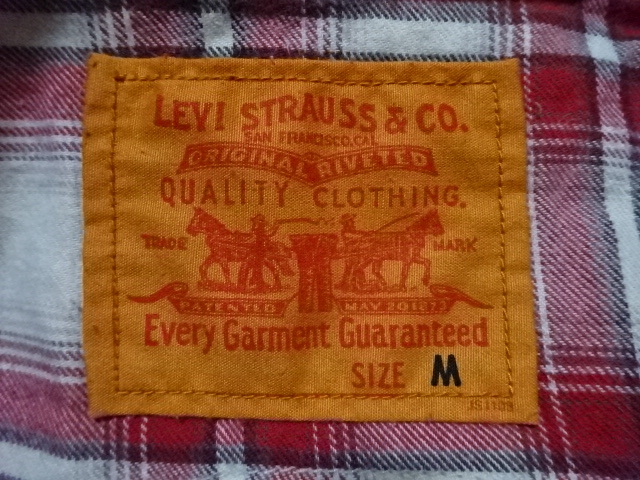 LEVI STRAUSS & CO.
SAN FRANCISCO, CAL.
ORIGINAL RIVETED
QUALITY CLOTHING.
TRADE MARK
PATENTED MAY 20 1873
Every Garment Guaranteed
SIZE M